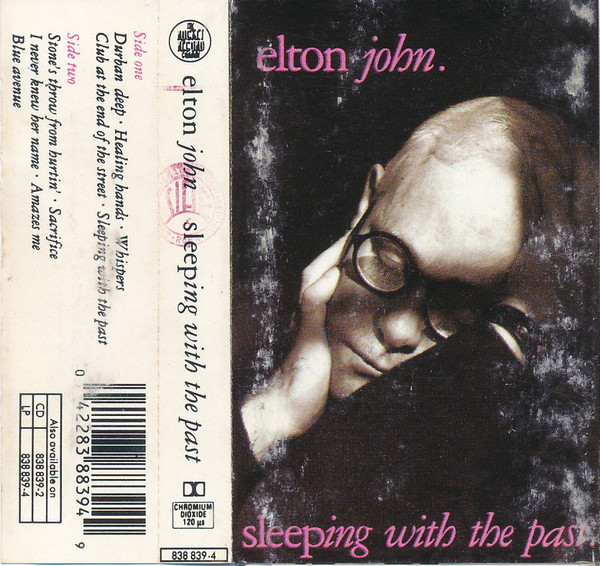 Side one
Durban deep · Healing hands · Whispers
Club at the end of the street · Sleeping with the past
Side two
Stone's throw from hurtin' · Sacrifice
I never knew her name · Amazes me
Blue avenue
0 42283 88394 9
Also available on
CD 838 839-2
LP 838 839-4
elton john sleeping with the past
CHROMIUM
DIOXIDE
120 µs
838 839-4
elton john.
sleeping with the past.